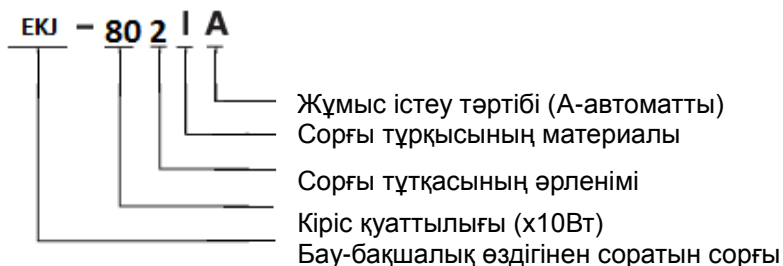 EKJ - 80 2 I A
Жұмыс істеу тәртібі (А-автоматты)
Сорғы тұрқысының материалы
Сорғы тұтқасының әрленімі
Кіріс қуаттылығы (x10Вт)
Бау-бақшалық өздігінен соратын сорғы